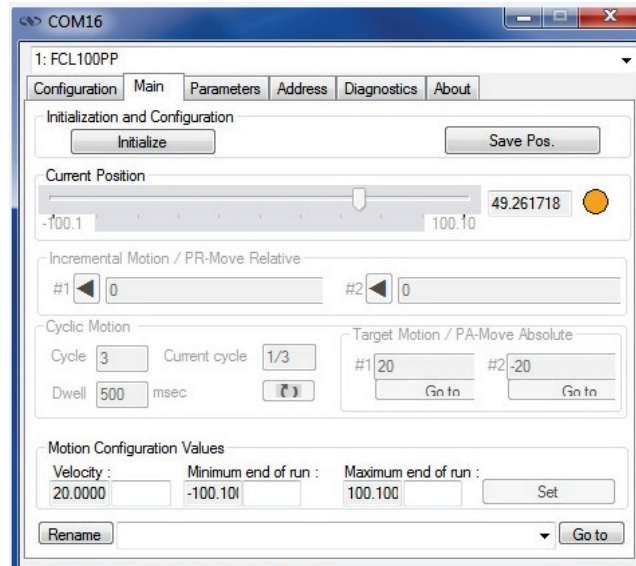 COM16
1: FCL100PP
Configuration Main Parameters Address Diagnostics About
Initialization and Configuration
Initialize Save Pos.
Current Position
49.261718
-100.1 100.10
Incremental Motion / PR-Move Relative
#1 0 #2 0
Cyclic Motion
Cycle 3 Current cycle 1/3
Dwell 500 msec
Target Motion / PA-Move Absolute
#1 20 #2 -20
Go to Go to
Motion Configuration Values
Velocity : Minimum end of run : Maximum end of run :
20.0000 -100.10 100.100 Set
Rename Go to